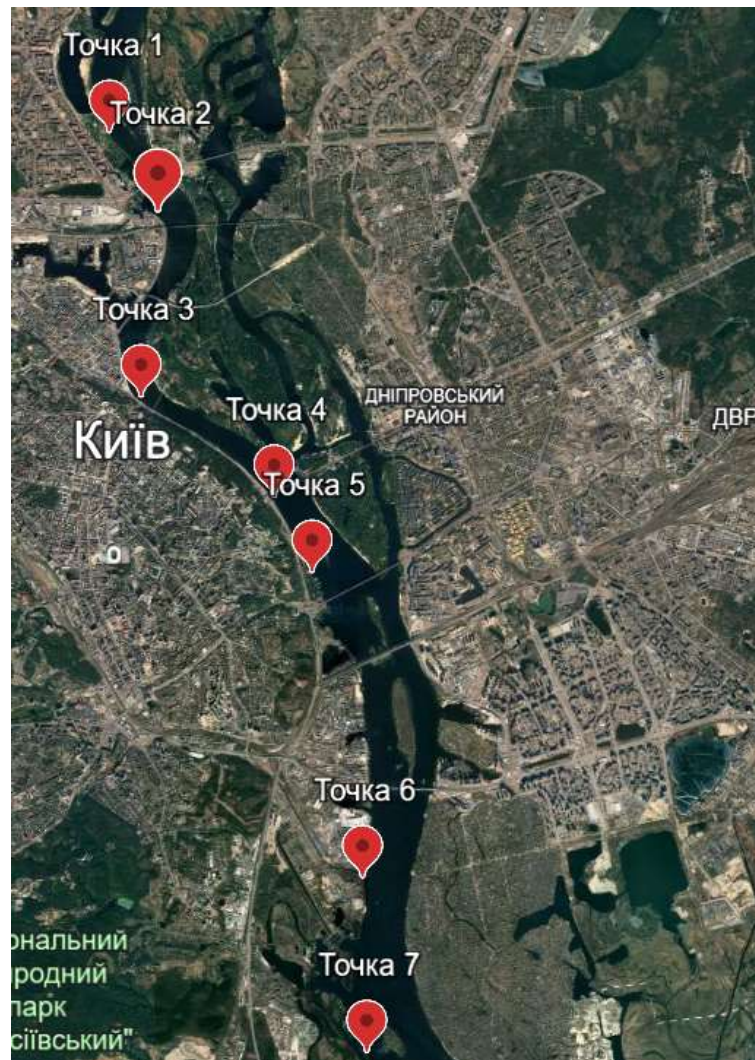 Точка 1
Точка 2
Точка 3
Точка 4
ДНІПРОВСЬКИЙ
РАЙОН
ДВР
Київ
Точка 5
Точка 6
Точка 7
ональний
иродний
парк
сіївський"